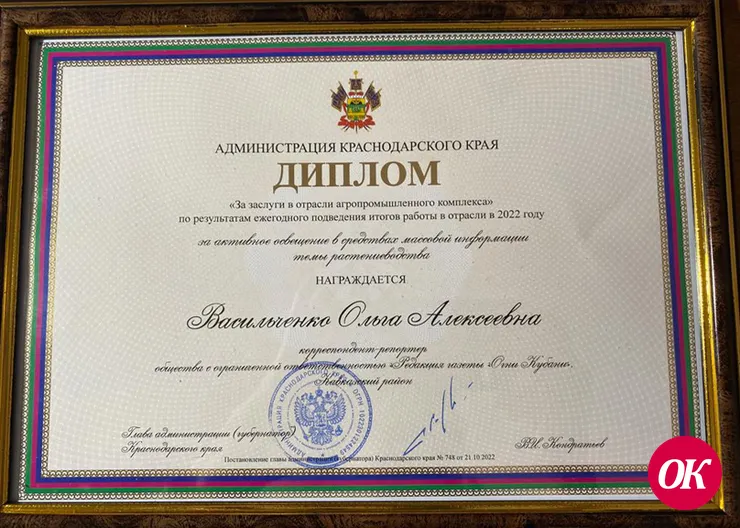 АДМИНИСТРАЦИЯ КРАСНОДАРСКОГО КРАЯ
ДИПЛОМ
«За заслуги в отрасли агропромышленного комплекса»
по результатам ежегодного подведения итогов работы в отрасли в 2022 году
за активное освещение в средствах массовой информации
темы растениеводства
НАГРАЖДАЕТСЯ
Васильченко Ольга Алексеевна
корреспондент-репортер
общества с ограниченной ответственностью «Редакция газеты «Огни Кубани»,
Кавказский район
Глава администрации (губернатор)
Краснодарского края
В.И. Кондратьев
Постановление главы администрации (губернатора) Краснодарского края № 748 от 21.10.2022
ОК